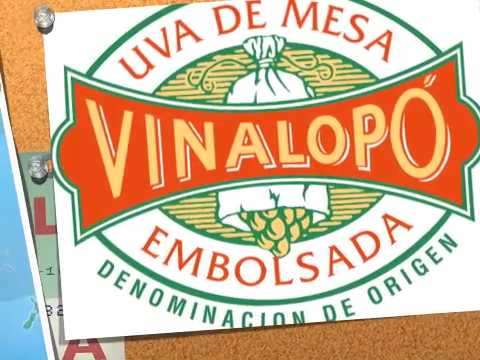 UVA DE MESA
VINALOPÓ
EMBOLSADA
DENOMINACION DE ORIGEN
L
A